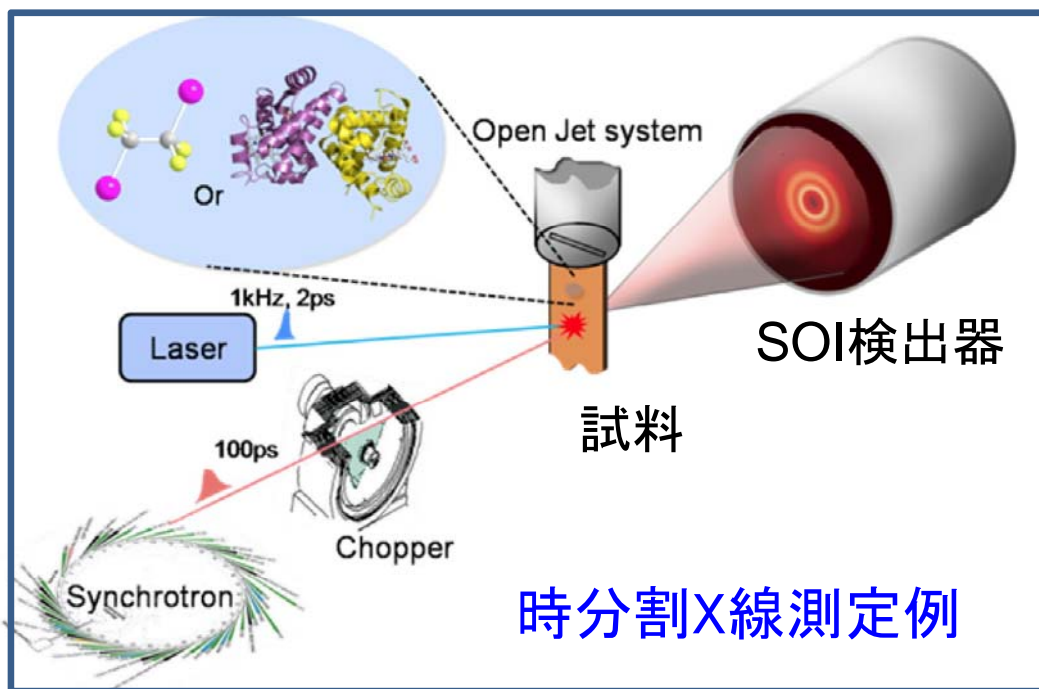 Or
Open Jet system
1kHz, 2ps
Laser
SOI検出器
試料
100ps
Chopper
Synchrotron
時分割X線測定例